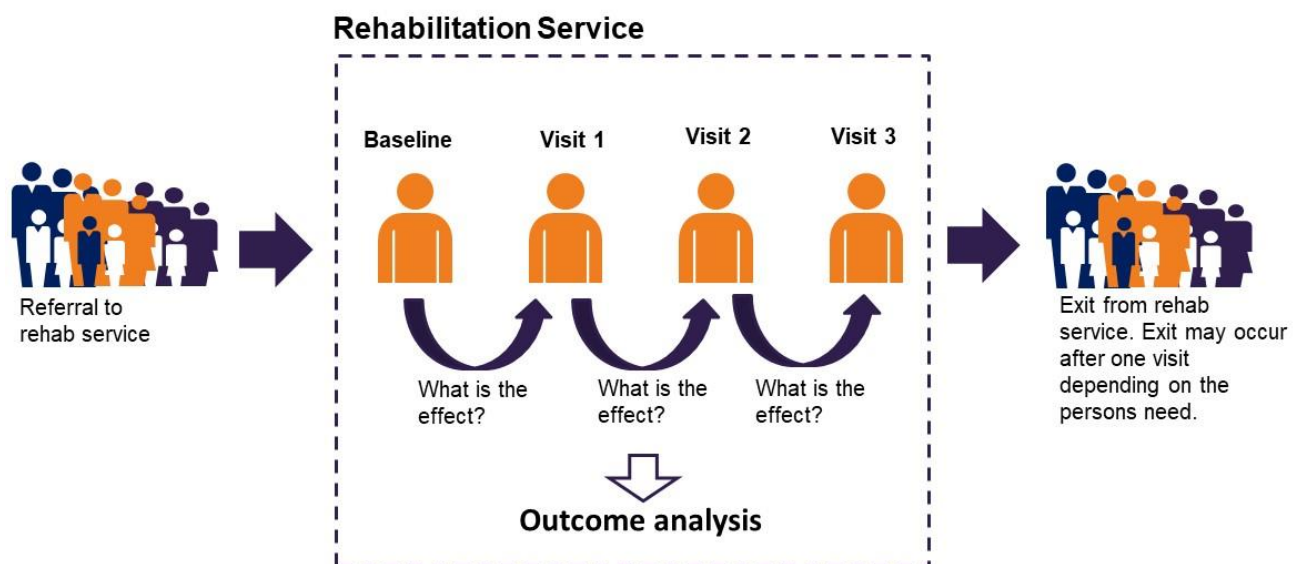 Rehabilitation Service
Baseline
Visit 1
Visit 2
Visit 3
Referral to
rehab service
What is the
effect?
What is the
effect?
What is the
effect?
Outcome analysis
Exit from rehab
service. Exit may occur
after one visit
depending on the
persons need.